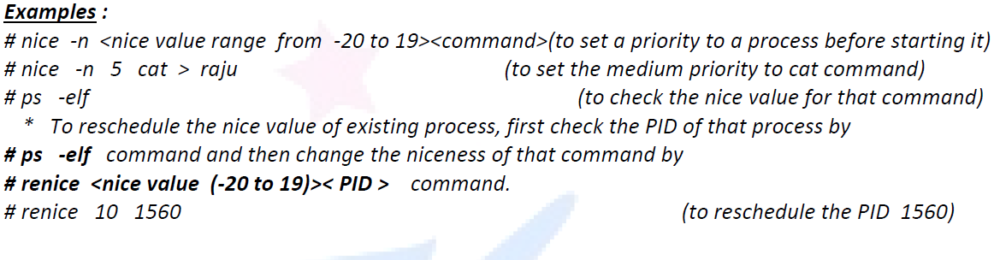 Examples :
# nice -n <nice value range from -20 to 19><command>(to set a priority to a process before starting it)
# nice -n 5 cat > raju (to set the medium priority to cat command)
# ps -elf (to check the nice value for that command)
* To reschedule the nice value of existing process, first check the PID of that process by
# ps -elf command and then change the niceness of that command by
# renice <nice value (-20 to 19)>< PID > command.
# renice 10 1560 (to reschedule the PID 1560)